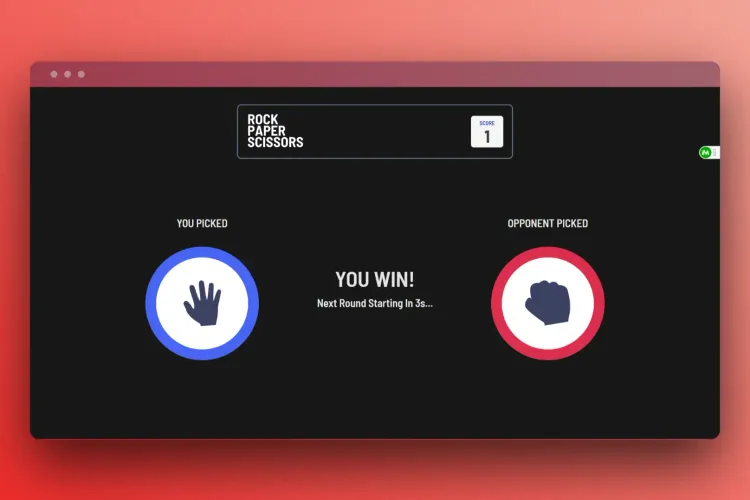 ROCK
PAPER
SCISSORS
SCORE
1
YOU PICKED
OPPONENT PICKED
YOU WIN!
Next Round Starting In 3s...